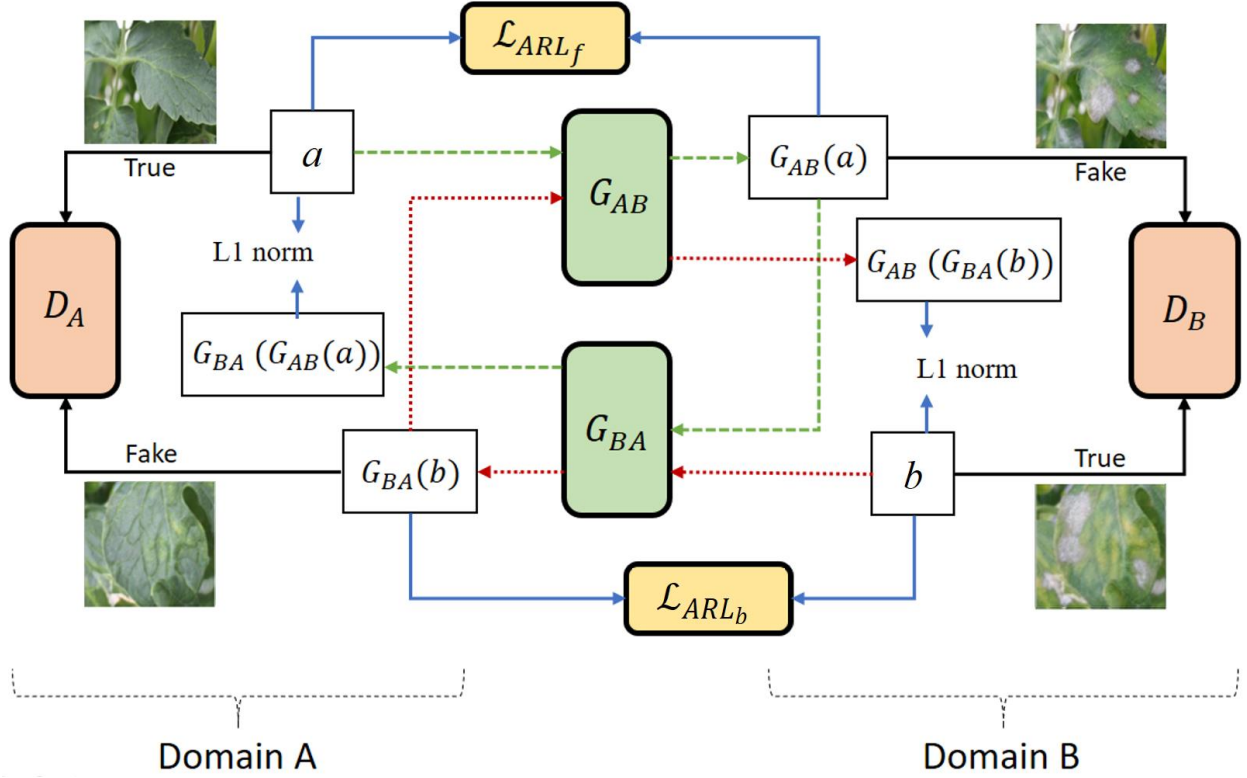 ℒ_{ARL_f}
a
G_{AB}(a)
True
Fake
G_{AB}
L1 norm
G_{AB} (G_{BA}(b))
D_A
D_B
G_{BA} (G_{AB}(a))
L1 norm
G_{BA}
Fake
G_{BA}(b)
b
True
ℒ_{ARL_b}
Domain A
Domain B